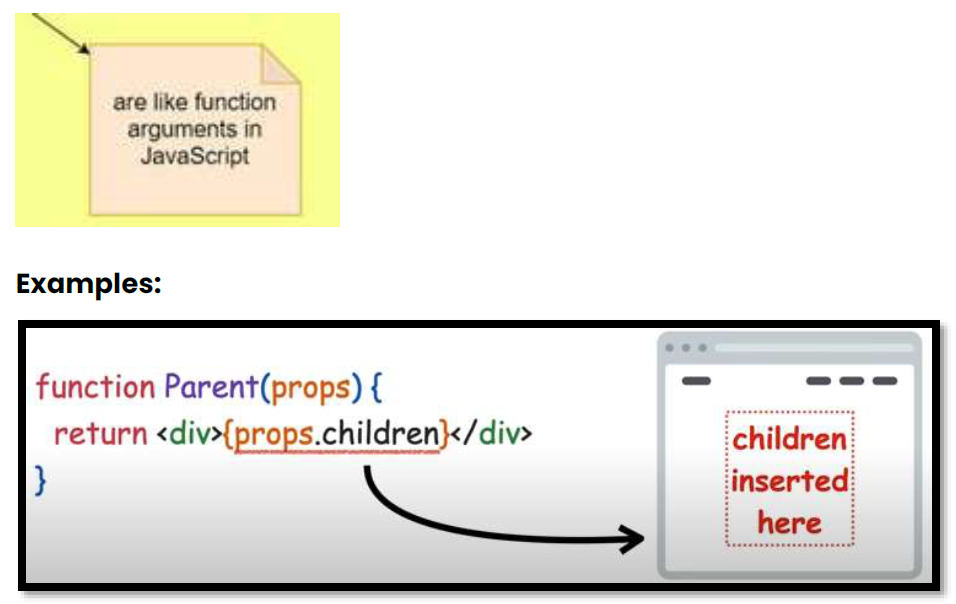 are like function
arguments in
JavaScript
Examples:
function Parent(props) {
return <div>{props.children}</div>
}
children
inserted
here